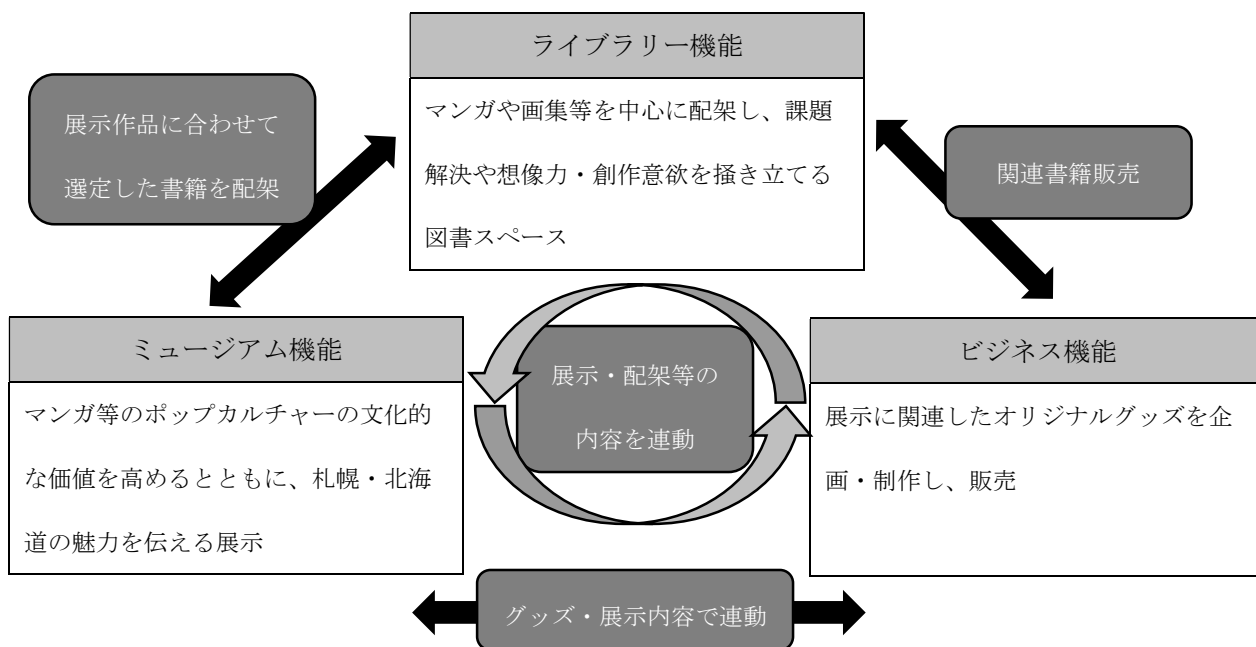 ライブラリー機能
マンガや画集等を中心に配架し、課題
解決や想像力・創作意欲を掻き立てる
図書スペース
展示作品に合わせて
選定した書籍を配架
関連書籍販売
ミュージアム機能
マンガ等のポップカルチャーの文化的
な価値を高めるとともに、札幌・北海
道の魅力を伝える展示
展示・配架等の
内容を連動
ビジネス機能
展示に関連したオリジナルグッズを企
画・制作し、販売
グッズ・展示内容で連動